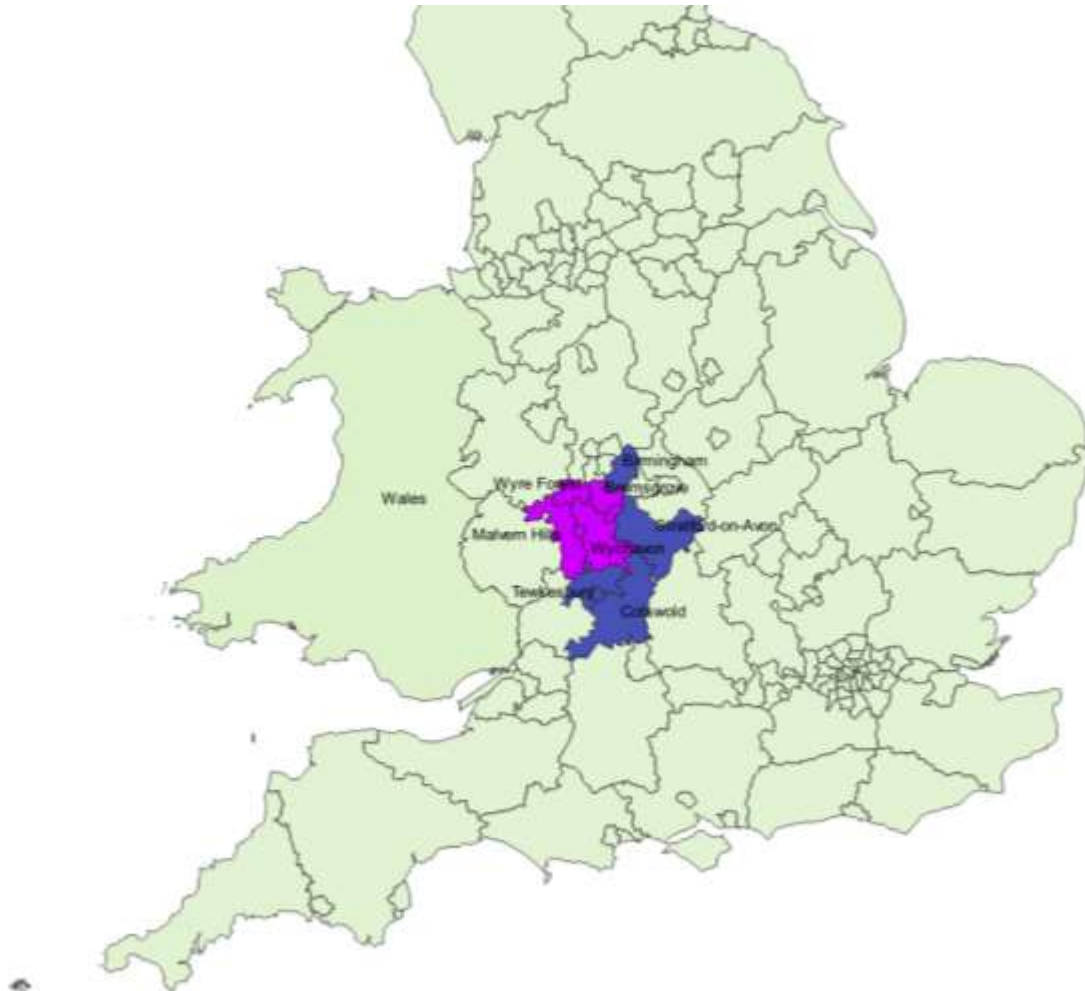 Birmingham
Wyre Forest
Bromsgrove
Wales
Stratford-on-Avon
Malvern Hills
Wychavon
Tewkesbury
Cotswold